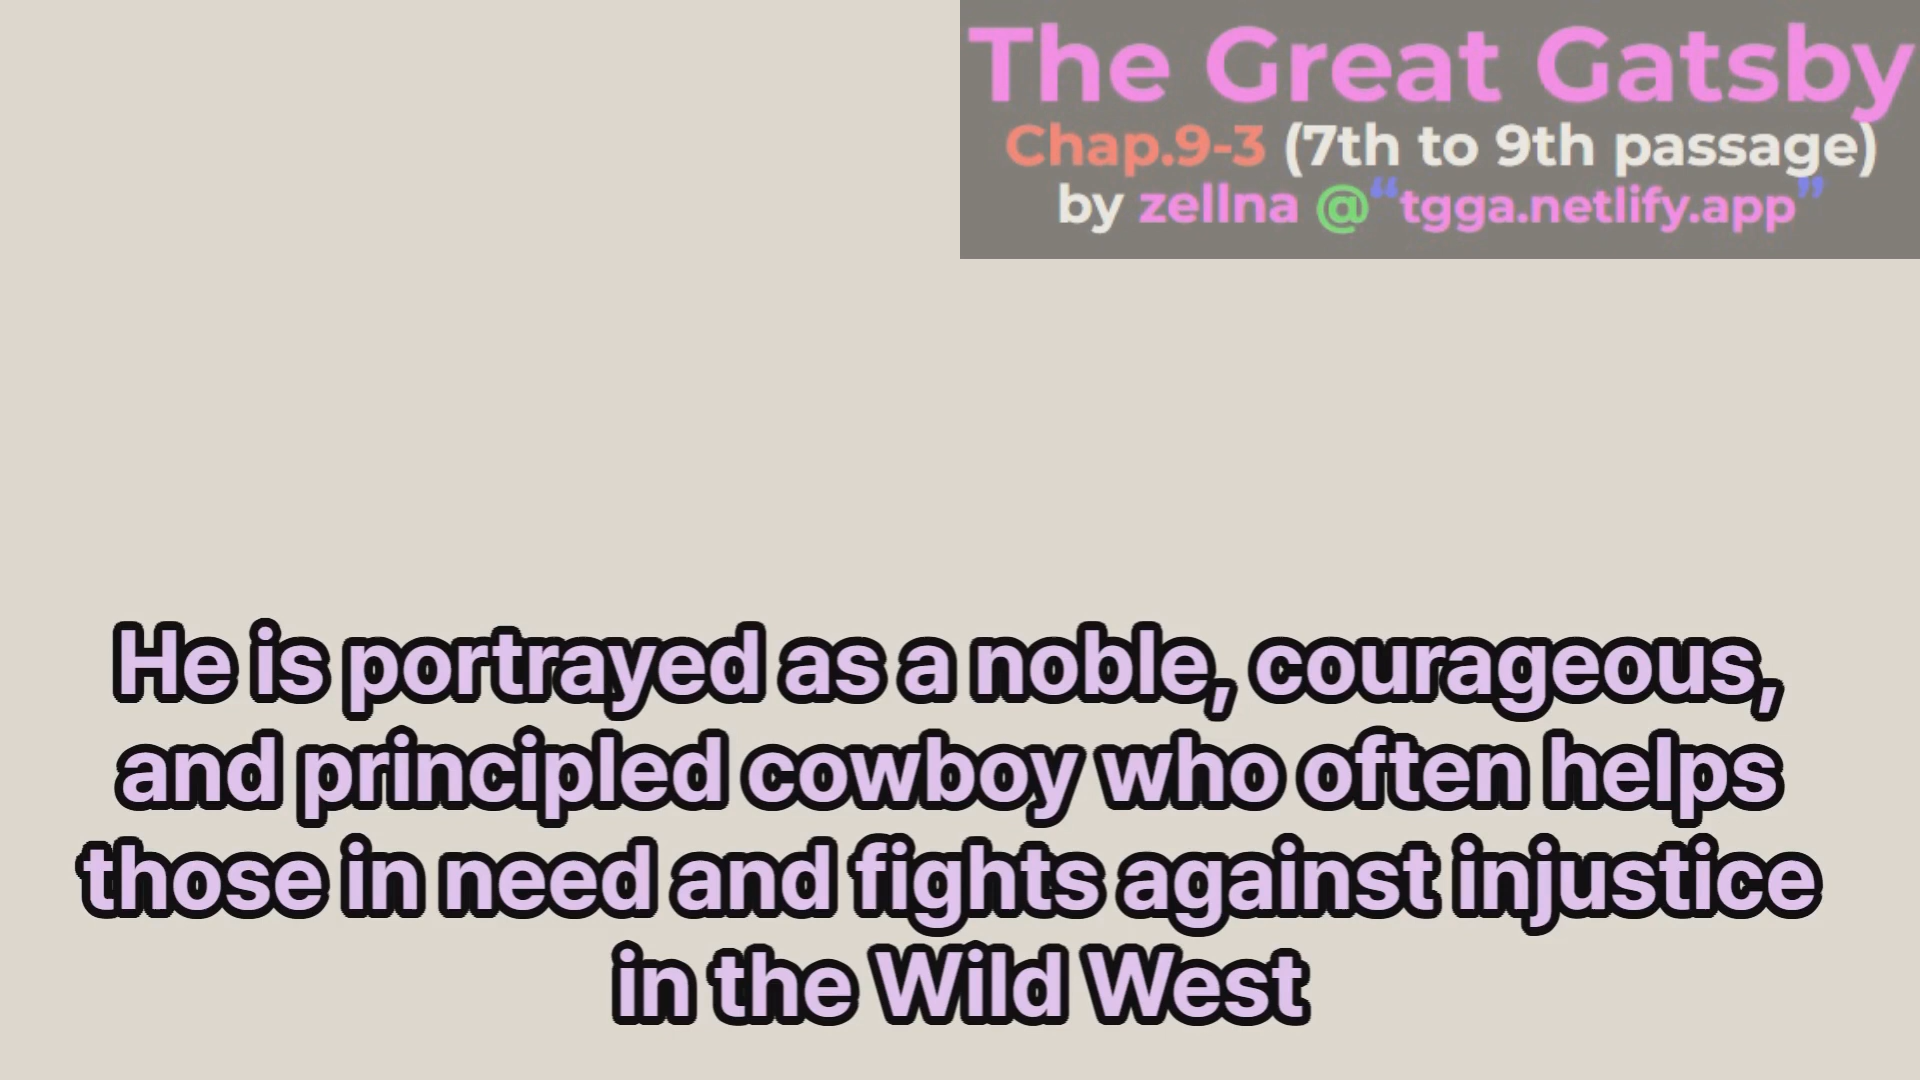 The Great Gatsby
Chap.9-3 (7th to 9th passage)
by zellna @“tgga.netlify.app”
He is portrayed as a noble, courageous,
and principled cowboy who often helps
those in need and fights against injustice
in the Wild West